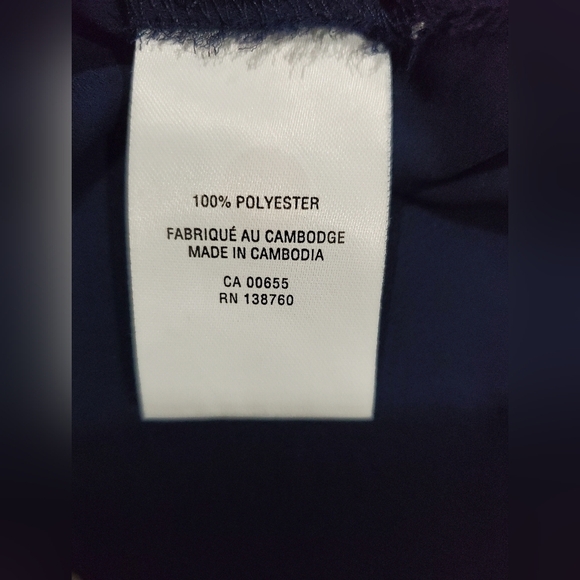 100% POLYESTER
FABRIQUÉ AU CAMBODGE
MADE IN CAMBODIA
CA 00655
RN 138760